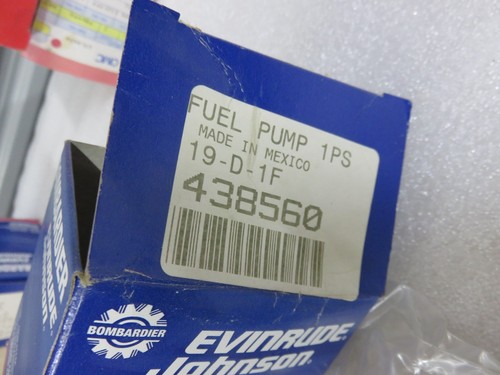 FUEL PUMP 1PS
MADE IN MEXICO
19-D-1F
438560
BOMBARDIER
EVINRUDE.
Johnson.